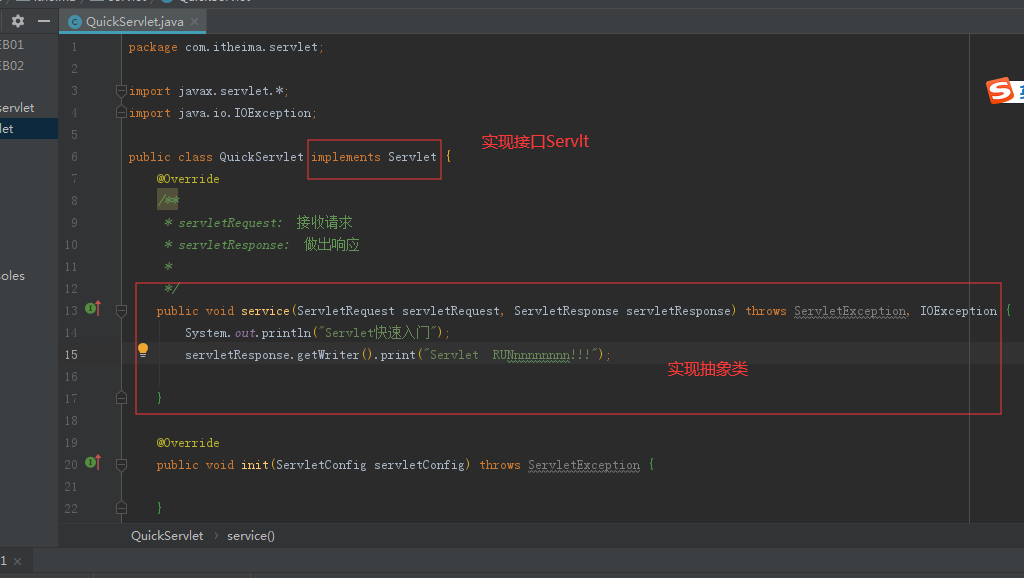 QuickServlet.java
EB01
EB02
servlet
let
soles
1 package com.itheima.servlet;
2
3 import javax.servlet.*;
4 import java.io.IOException;
5
实现接口Servlt
6 public class QuickServlet implements Servlet {
7 @Override
8 /**
9 * servletRequest: 接收请求
10 * servletResponse: 做出响应
11 *
12 */
13 public void service(ServletRequest servletRequest, ServletResponse servletResponse) throws ServletException, IOException {
14 System.out.println("Servlet快速入门");
15 servletResponse.getWriter().print("Servlet  RUNnnnnnnnn!!!");
实现抽象类
16
17 }
18
19 @Override
20 public void init(ServletConfig servletConfig) throws ServletException {
21
22 }
QuickServlet › service()
1